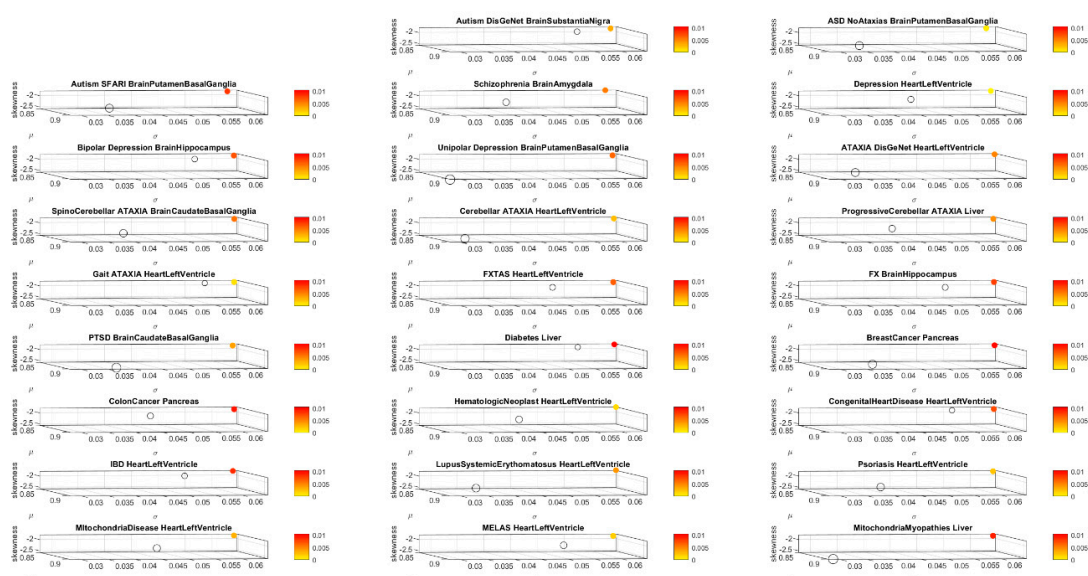 Autism DisGeNet BrainSubstantiaNigra
ASD NoAtaxias BrainPutamenBasalGanglia
Autism SFARI BrainPutamenBasalGanglia
Schizophrenia BrainAmygdala
Depression HeartLeftVentricle
Bipolar Depression BrainHippocampus
Unipolar Depression BrainPutamenBasalGanglia
ATAXIA DisGeNet HeartLeftVentricle
SpinoCerebellar ATAXIA BrainCaudateBasalGanglia
Cerebellar ATAXIA HeartLeftVentricle
ProgressiveCerebellar ATAXIA Liver
Gait ATAXIA HeartLeftVentricle
FXTAS HeartLeftVentricle
FX BrainHippocampus
PTSD BrainCaudateBasalGanglia
Diabetes Liver
BreastCancer Pancreas
ColonCancer Pancreas
HematologicNeoplast HeartLeftVentricle
CongenitalHeartDisease HeartLeftVentricle
IBD HeartLeftVentricle
LupusSystemicErythomatosus HeartLeftVentricle
Psoriasis HeartLeftVentricle
MitochondriaDisease HeartLeftVentricle
MELAS HeartLeftVentricle
MitochondriaMyopathies Liver
skewness
-2
-2.5
0.85
0.9
μ
0.03 0.035 0.04 0.045 0.05 0.055 0.06
σ
0.01
0.005
0